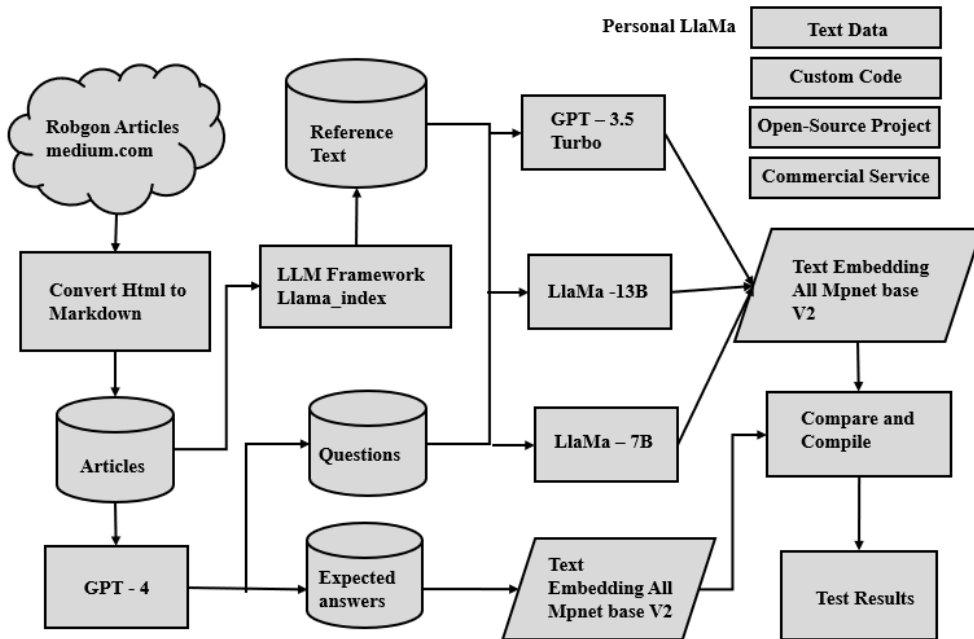 Personal LlaMa
Text Data
Custom Code
Open-Source Project
Commercial Service
Robgon Articles
medium.com
Reference
Text
GPT – 3.5
Turbo
Convert Html to
Markdown
LLM Framework
Llama_index
LlaMa -13B
Text Embedding
All Mpnet base
V2
Articles
Questions
LlaMa – 7B
Compare and
Compile
GPT - 4
Expected
answers
Text
Embedding All
Mpnet base V2
Test Results